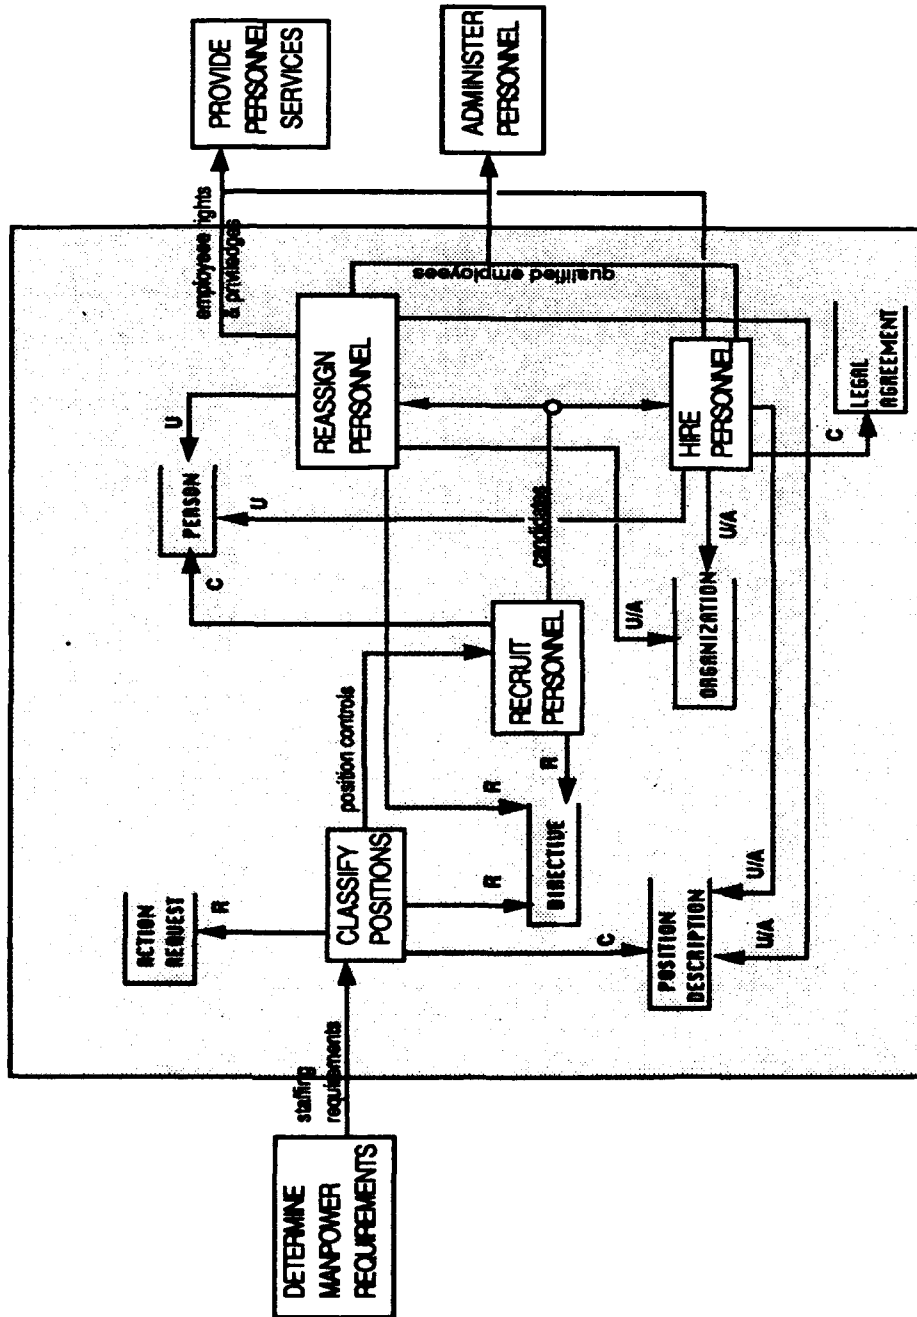 DETERMINE
MANPOWER
REQUIREMENTS
staffing
requirements
ACTION
REQUEST
R
CLASSIFY
POSITIONS
position controls
R
C
R
DIRECTIVE
R
POSITION
DESCRIPTION
U/A
U/A
RECRUIT
PERSONNEL
C
PERSON
U
U
candidates
U/A
ORGANIZATION
U/A
REASSIGN
PERSONNEL
HIRE
PERSONNEL
C
LEGAL
AGREEMENT
employee rights
& priviledges
qualified employees
PROVIDE
PERSONNEL
SERVICES
ADMINISTER
PERSONNEL